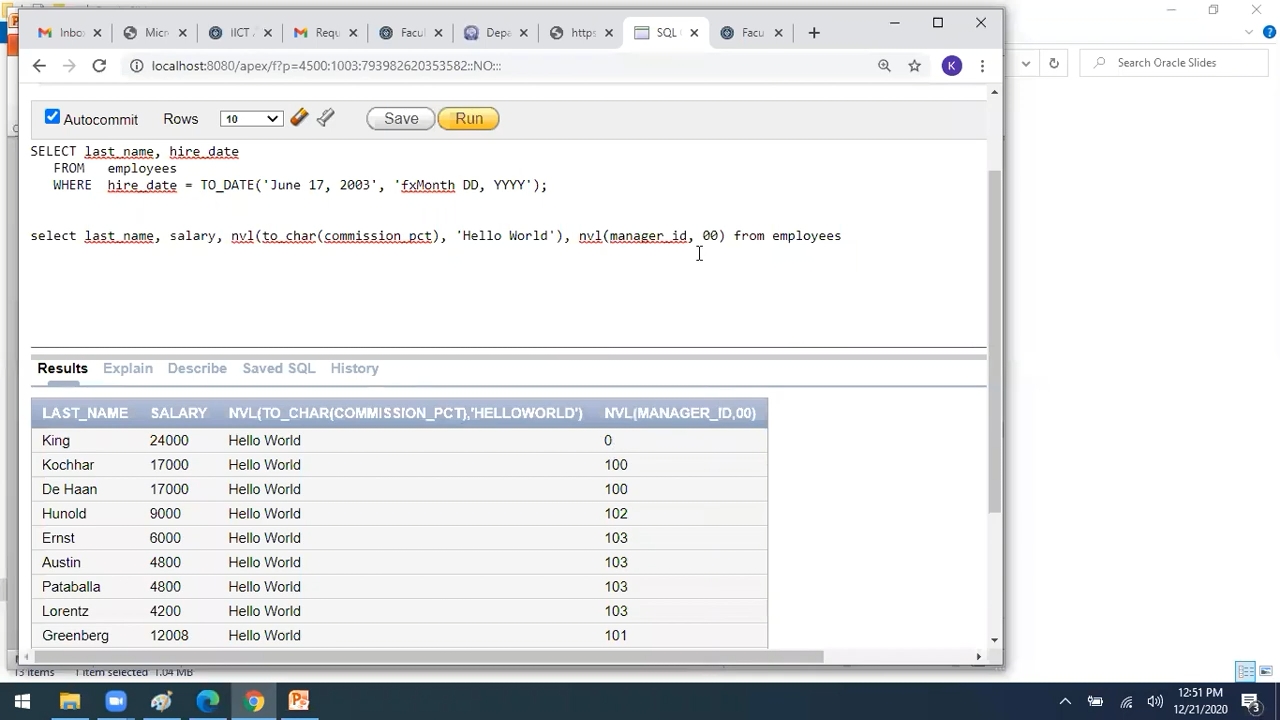 Inbo
Micr
IICT A
Requ
Facul
Depa
https
SQL
Facu
localhost:8080/apex/f?p=4500:1003:793982620353582::NO:::
K
Search Oracle Slides
Autocommit Rows 10 Save Run
SELECT last_name, hire_date
FROM employees
WHERE hire_date = TO_DATE('June 17, 2003', 'fxMonth DD, YYYY');
select last_name, salary, nvl(to_char(commission_pct), 'Hello World'), nvl(manager_id, 00) from employees
Results Explain Describe Saved SQL History
LAST_NAME SALARY NVL(TO_CHAR(COMMISSION_PCT),'HELLOWORLD') NVL(MANAGER_ID,00)
King 24000 Hello World 0
Kochhar 17000 Hello World 100
De Haan 17000 Hello World 100
Hunold 9000 Hello World 102
Ernst 6000 Hello World 103
Austin 4800 Hello World 103
Pataballa 4800 Hello World 103
Lorentz 4200 Hello World 103
Greenberg 12008 Hello World 101
13 items 1 item selected 1.04 MB
12:51 PM
12/21/2020
3